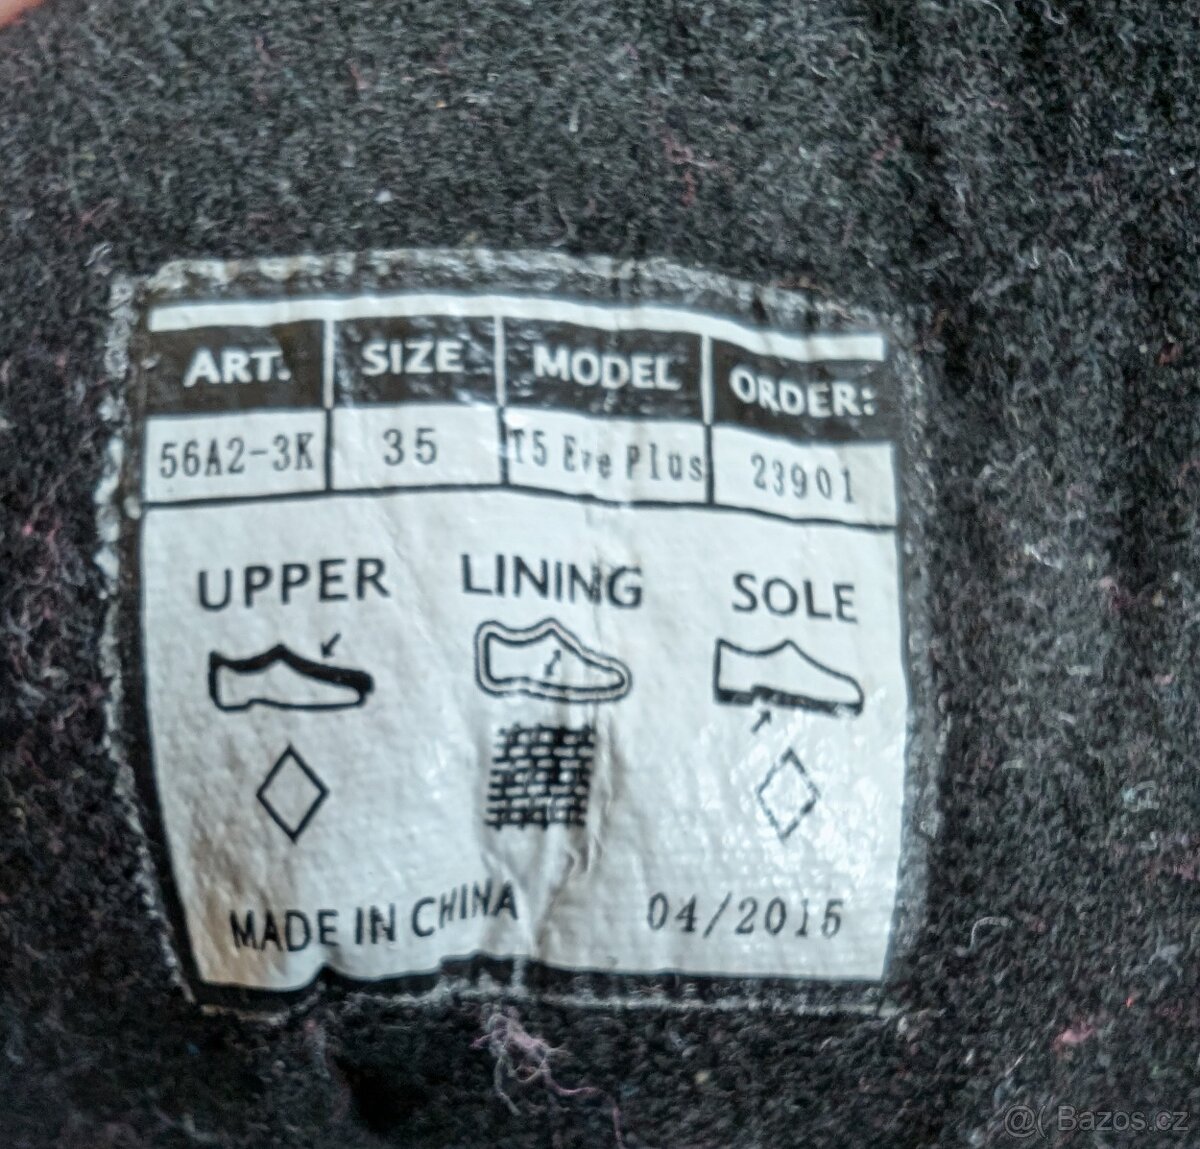 ART. SIZE MODEL ORDER:
56A2-3K 35 T5 Eve Plus 23901
UPPER LINING SOLE
MADE IN CHINA 04/2015
@( Bazos.cz